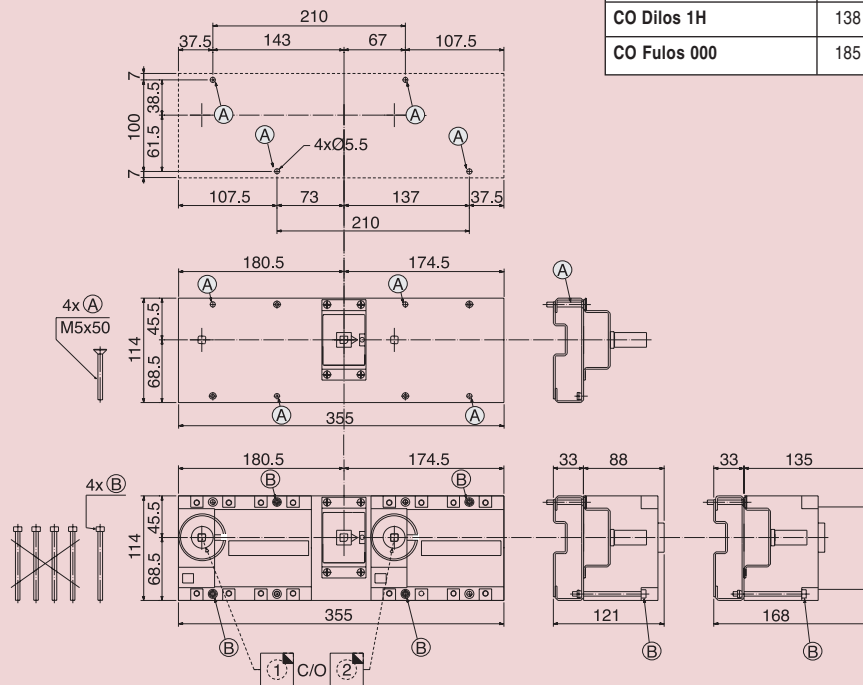 CO Dilos 1H 138
CO Fulos 000 185
210
37.5 143 67 107.5
7
38.5
100
61.5
7
A A
A A
4xØ5.5
107.5 73 137 37.5
210
180.5 174.5
A A A
4x A
M5x50
45.5
114
68.5
A A
355
180.5 174.5
33 88 33 135
4x B
B B
45.5
114
68.5
355
121 168
B B B B
1 C/O 2